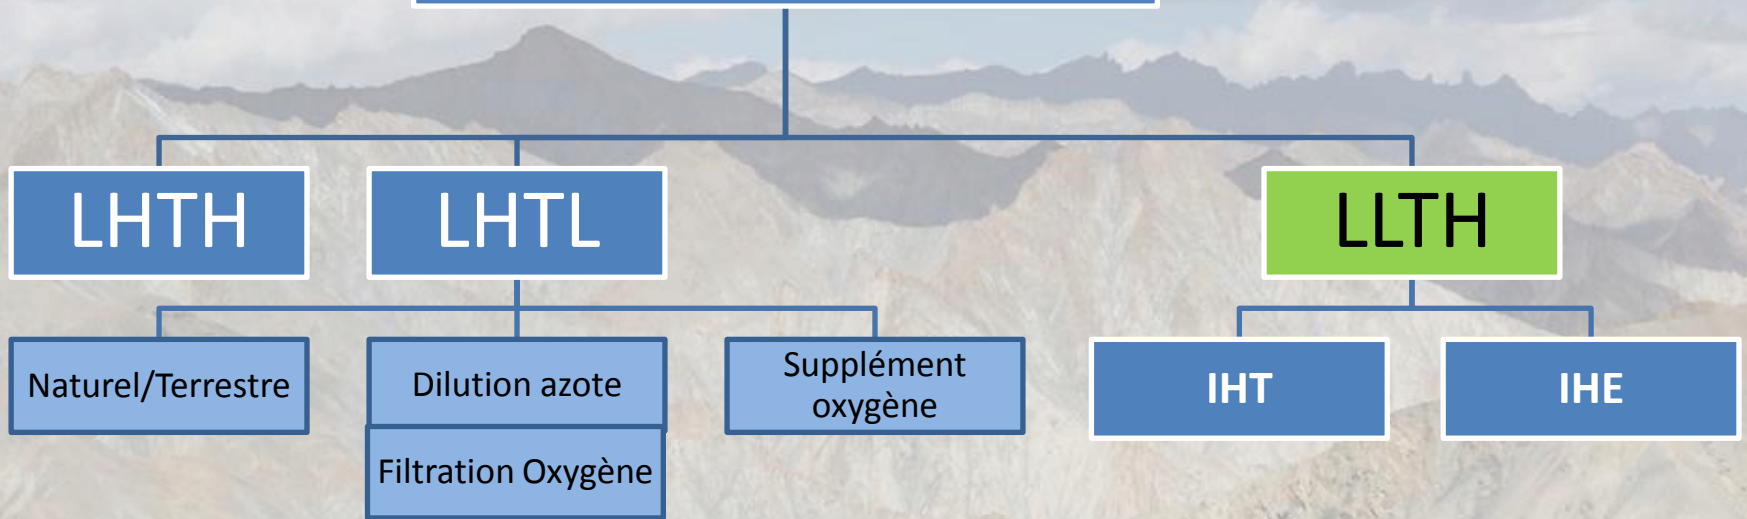 LHTH
LHTL
LLTH
Naturel/Terrestre
Dilution azote
Filtration Oxygène
Supplément
oxygène
IHT
IHE